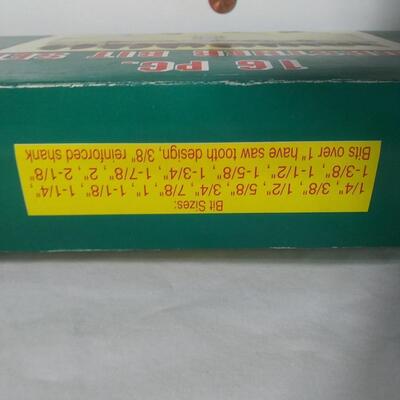 Bit Sizes:
1/4", 3/8", 1/2", 5/8", 3/4", 7/8", 1", 1-1/8", 1-1/4"
1-3/8", 1-1/2", 1-5/8", 1-3/4", 1-7/8", 2", 2-1/8"
Bits over 1" have saw tooth design, 3/8" reinforced shank
16 PC.
BIT